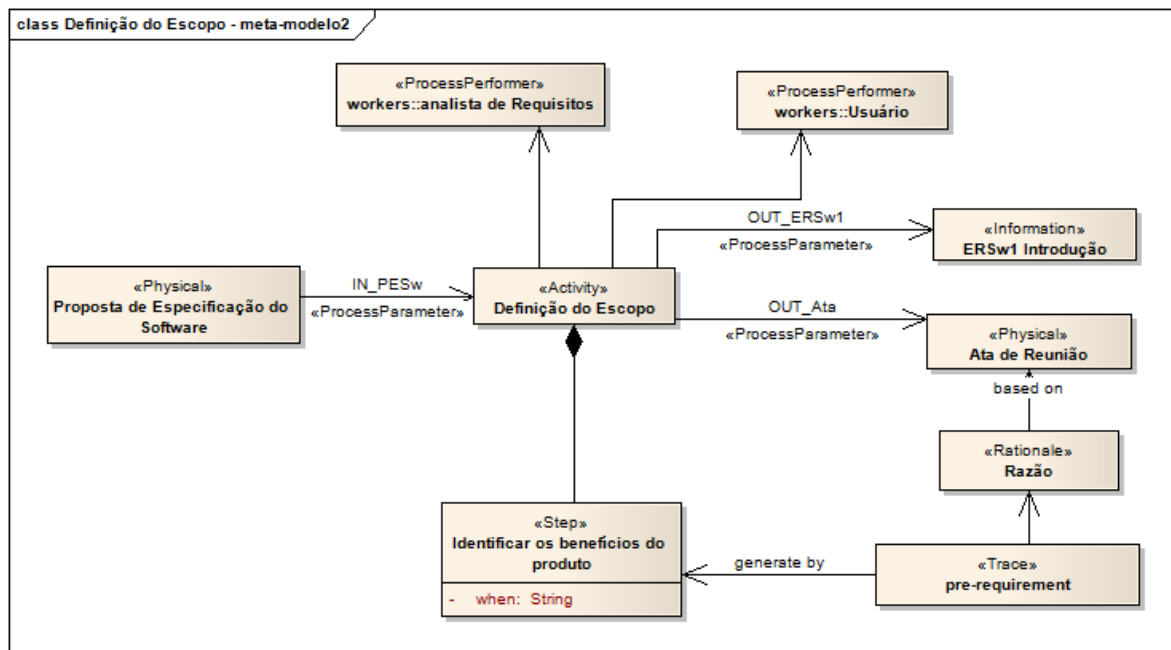 class Definição do Escopo - meta-modelo2
«ProcessPerformer»
workers::analista de Requisitos
«ProcessPerformer»
workers::Usuário
OUT_ERSw1
«ProcessParameter»
«Information»
ERSw1 Introdução
«Physical»
Proposta de Especificação do
Software
IN_PESw
«ProcessParameter»
«Activity»
Definição do Escopo
OUT_Ata
«ProcessParameter»
«Physical»
Ata de Reunião
based on
«Rationale»
Razão
«Step»
Identificar os benefícios do
produto
- when: String
generate by
«Trace»
pre-requirement